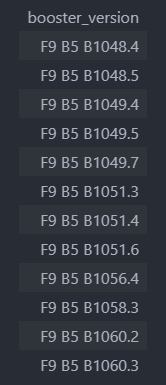 booster_version
F9 B5 B1048.4
F9 B5 B1048.5
F9 B5 B1049.4
F9 B5 B1049.5
F9 B5 B1049.7
F9 B5 B1051.3
F9 B5 B1051.4
F9 B5 B1051.6
F9 B5 B1056.4
F9 B5 B1058.3
F9 B5 B1060.2
F9 B5 B1060.3